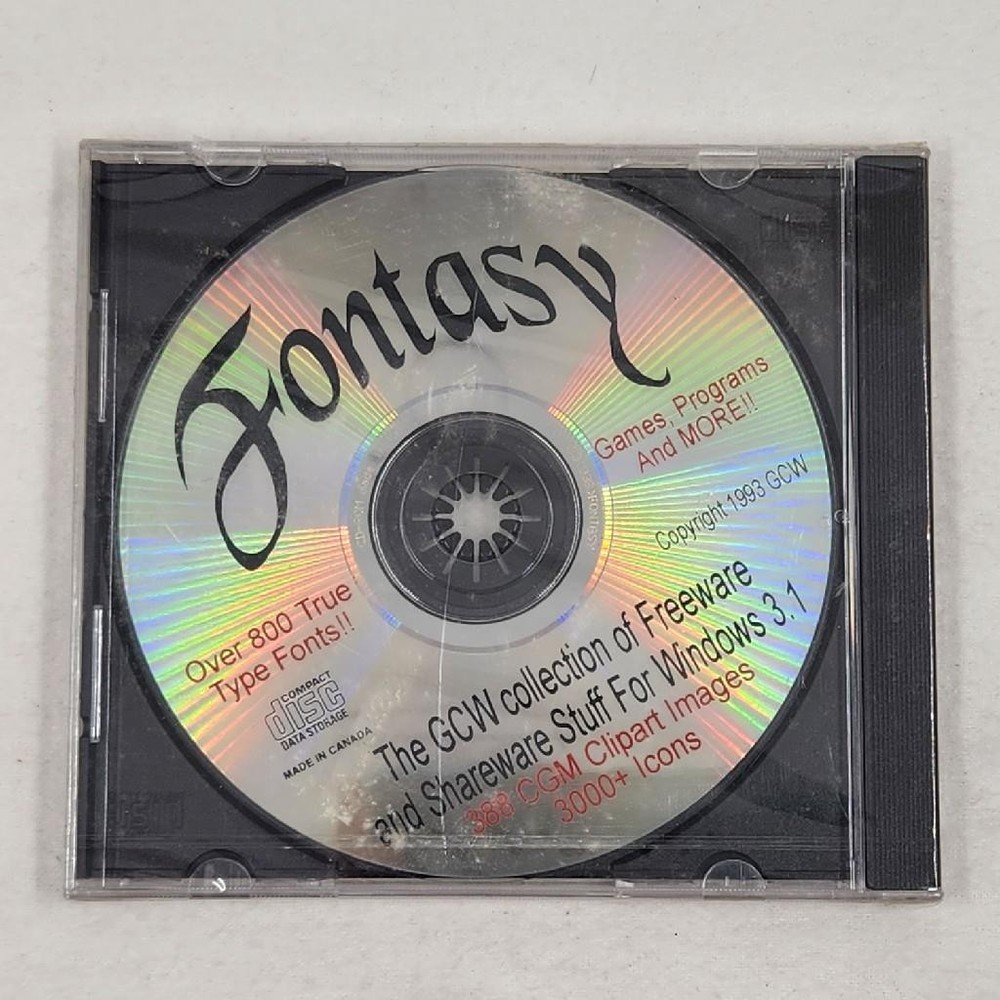 Fontasy
Games, Programs
And MORE!!
Copyright 1993 GCW
Over 800 True
Type Fonts!!
COMPACT
disc
DATA STORAGE
MADE IN CANADA
The GCW collection of Freeware
and Shareware Stuff For Windows 3.1
388 CGM Clipart Images
3000+ Icons